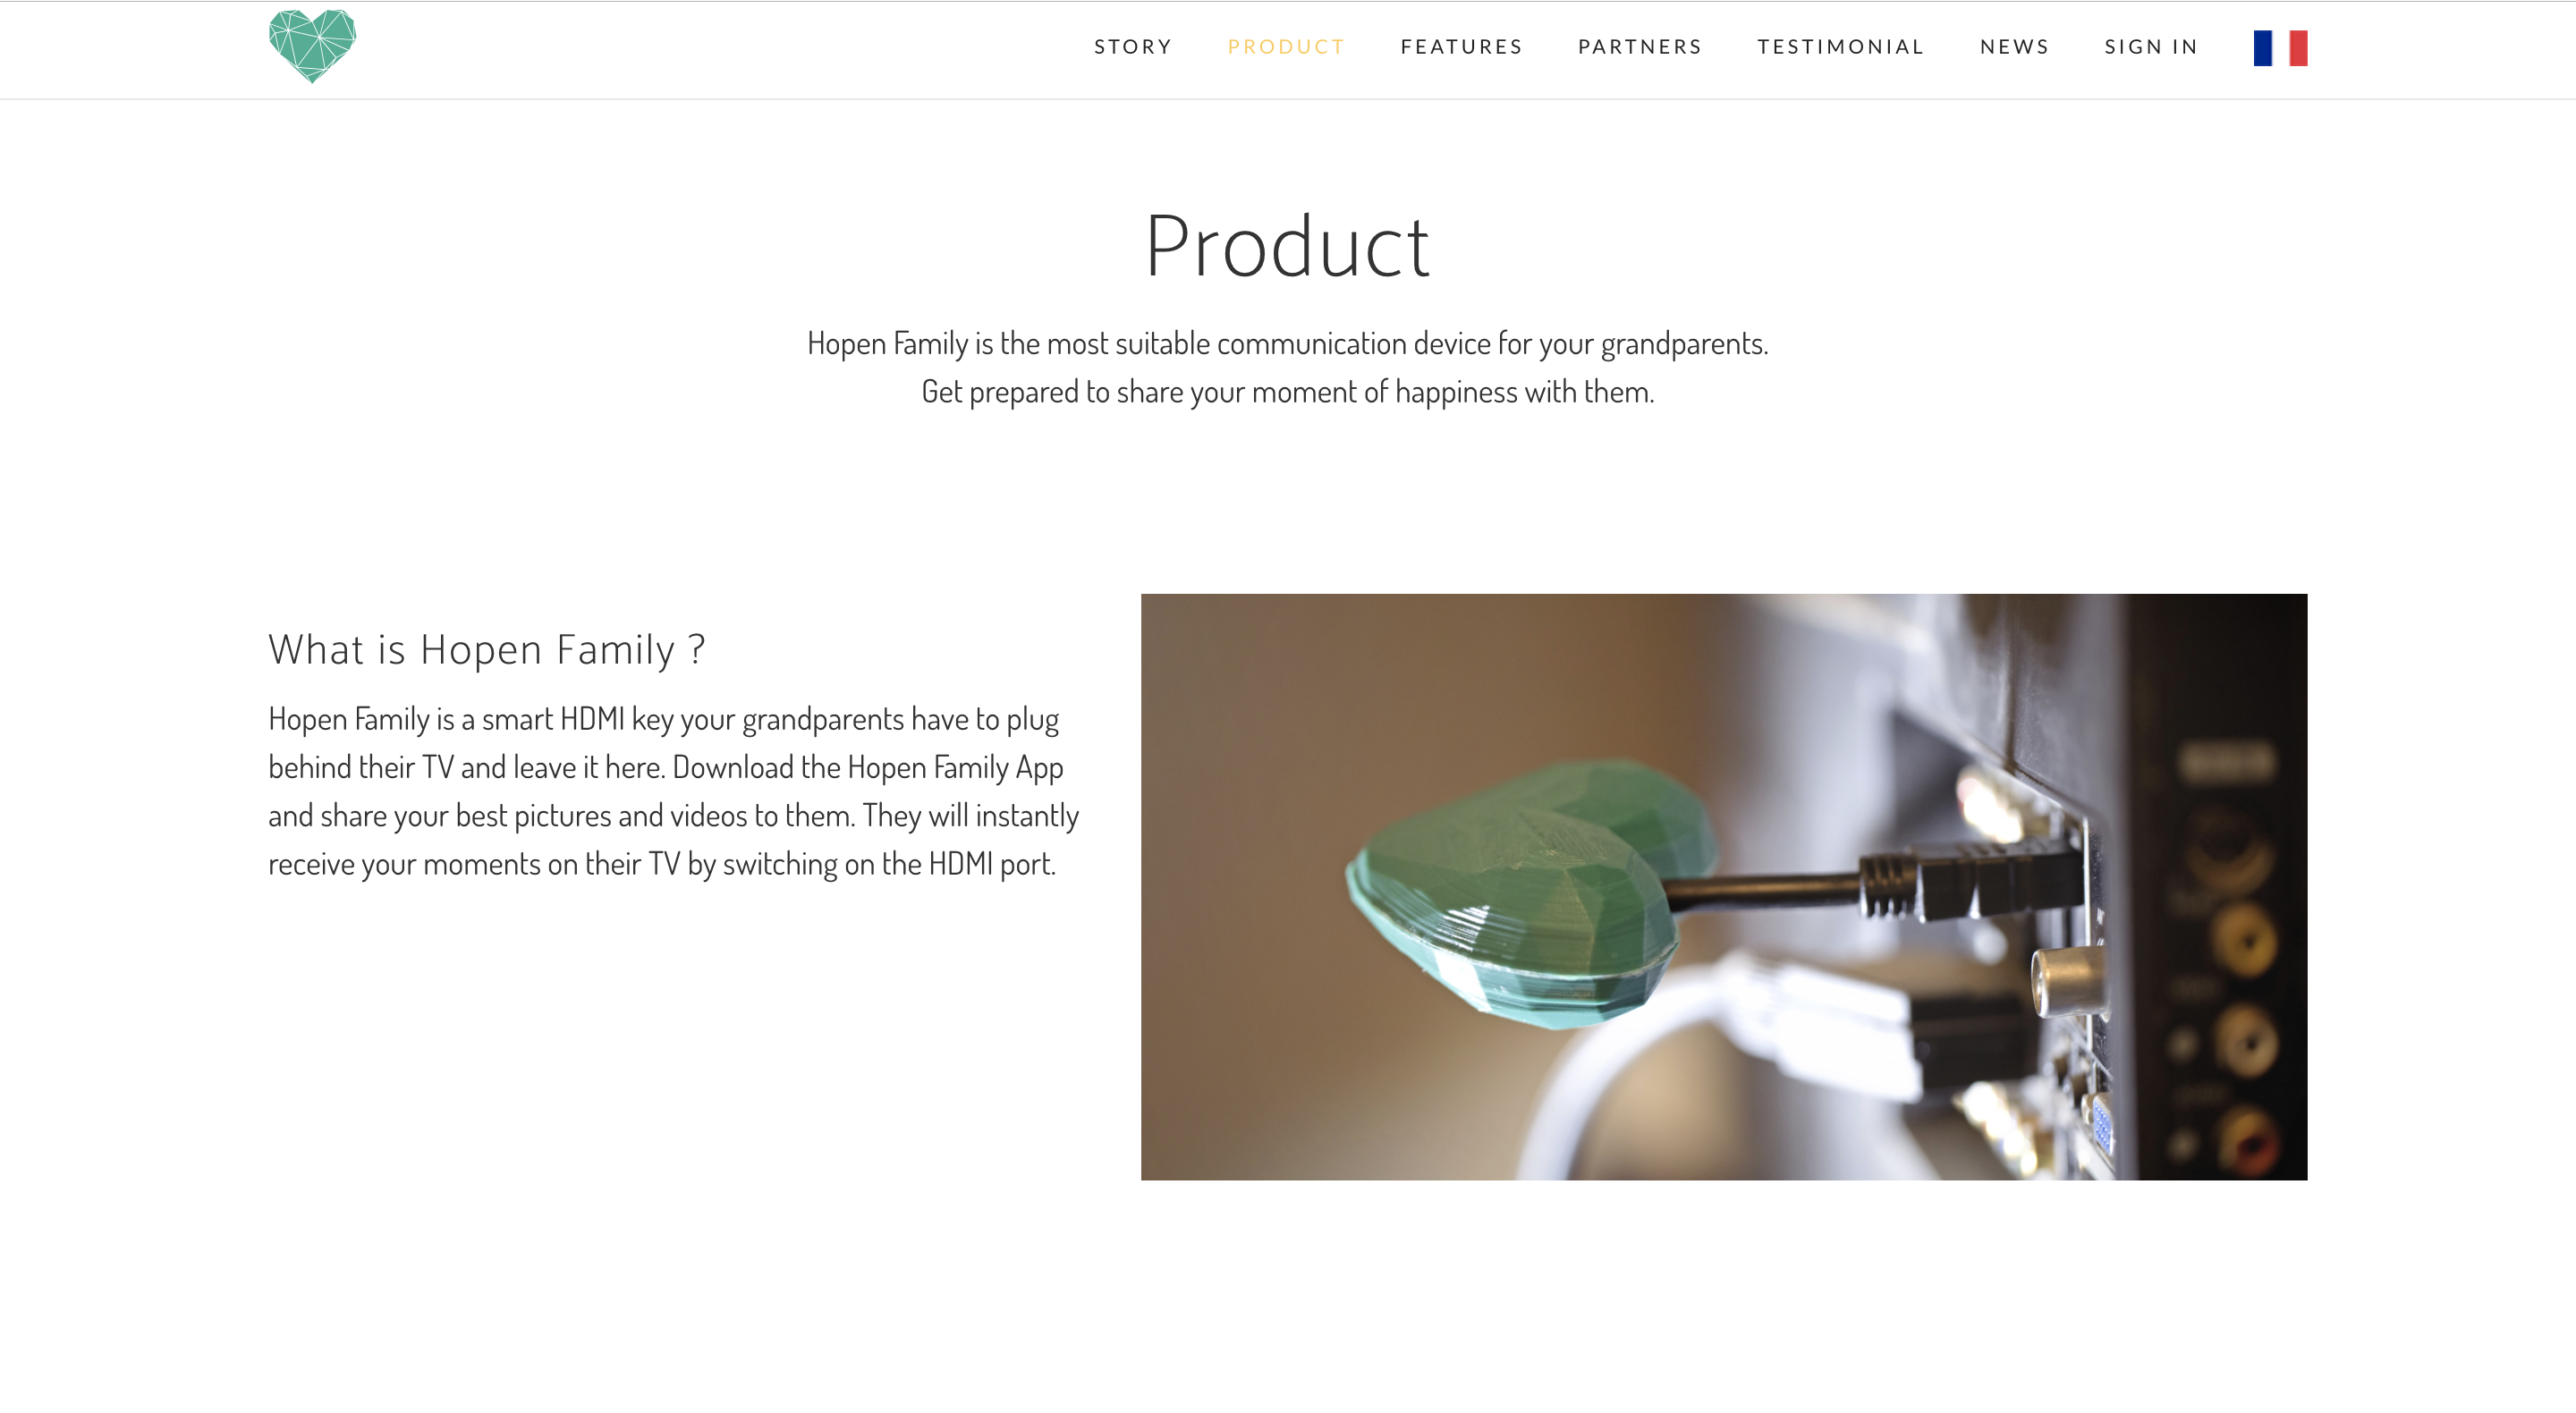 STORY PRODUCT FEATURES PARTNERS TESTIMONIAL NEWS SIGN IN
Product
Hopen Family is the most suitable communication device for your grandparents.
Get prepared to share your moment of happiness with them.
What is Hopen Family ?
Hopen Family is a smart HDMI key your grandparents have to plug
behind their TV and leave it here. Download the Hopen Family App
and share your best pictures and videos to them. They will instantly
receive your moments on their TV by switching on the HDMI port.